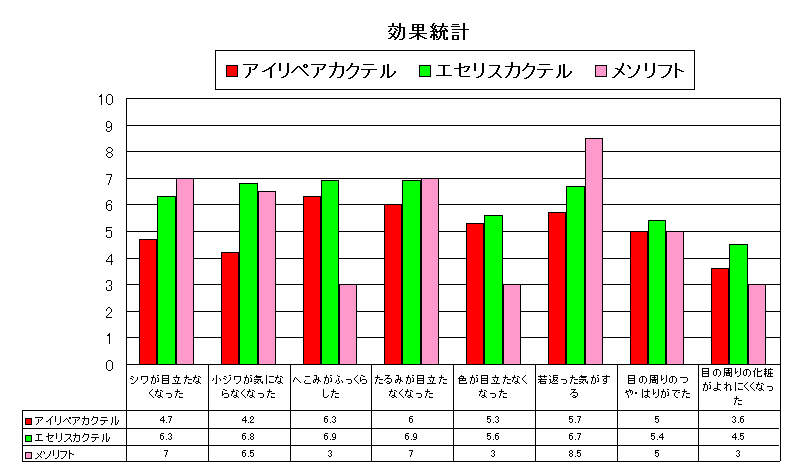 効果統計
アイリペアカクテル エセリスカクテル メソリフト
10
9
8
7
6
5
4
3
2
1
0
シワが目立たなくなった 小ジワが気にならなくなった へこみがふっくらした たるみが目立たなくなった 色が目立たなくなった 若返った気がする 目の周りのつや・はりがでた 目の周りの化粧がよれにくくなった
アイリペアカクテル 4.7 4.2 6.3 6 5.3 5.7 5 3.6
エセリスカクテル 6.3 6.8 6.9 6.9 5.6 6.7 5.4 4.5
メソリフト 7 6.5 3 7 3 8.5 5 3